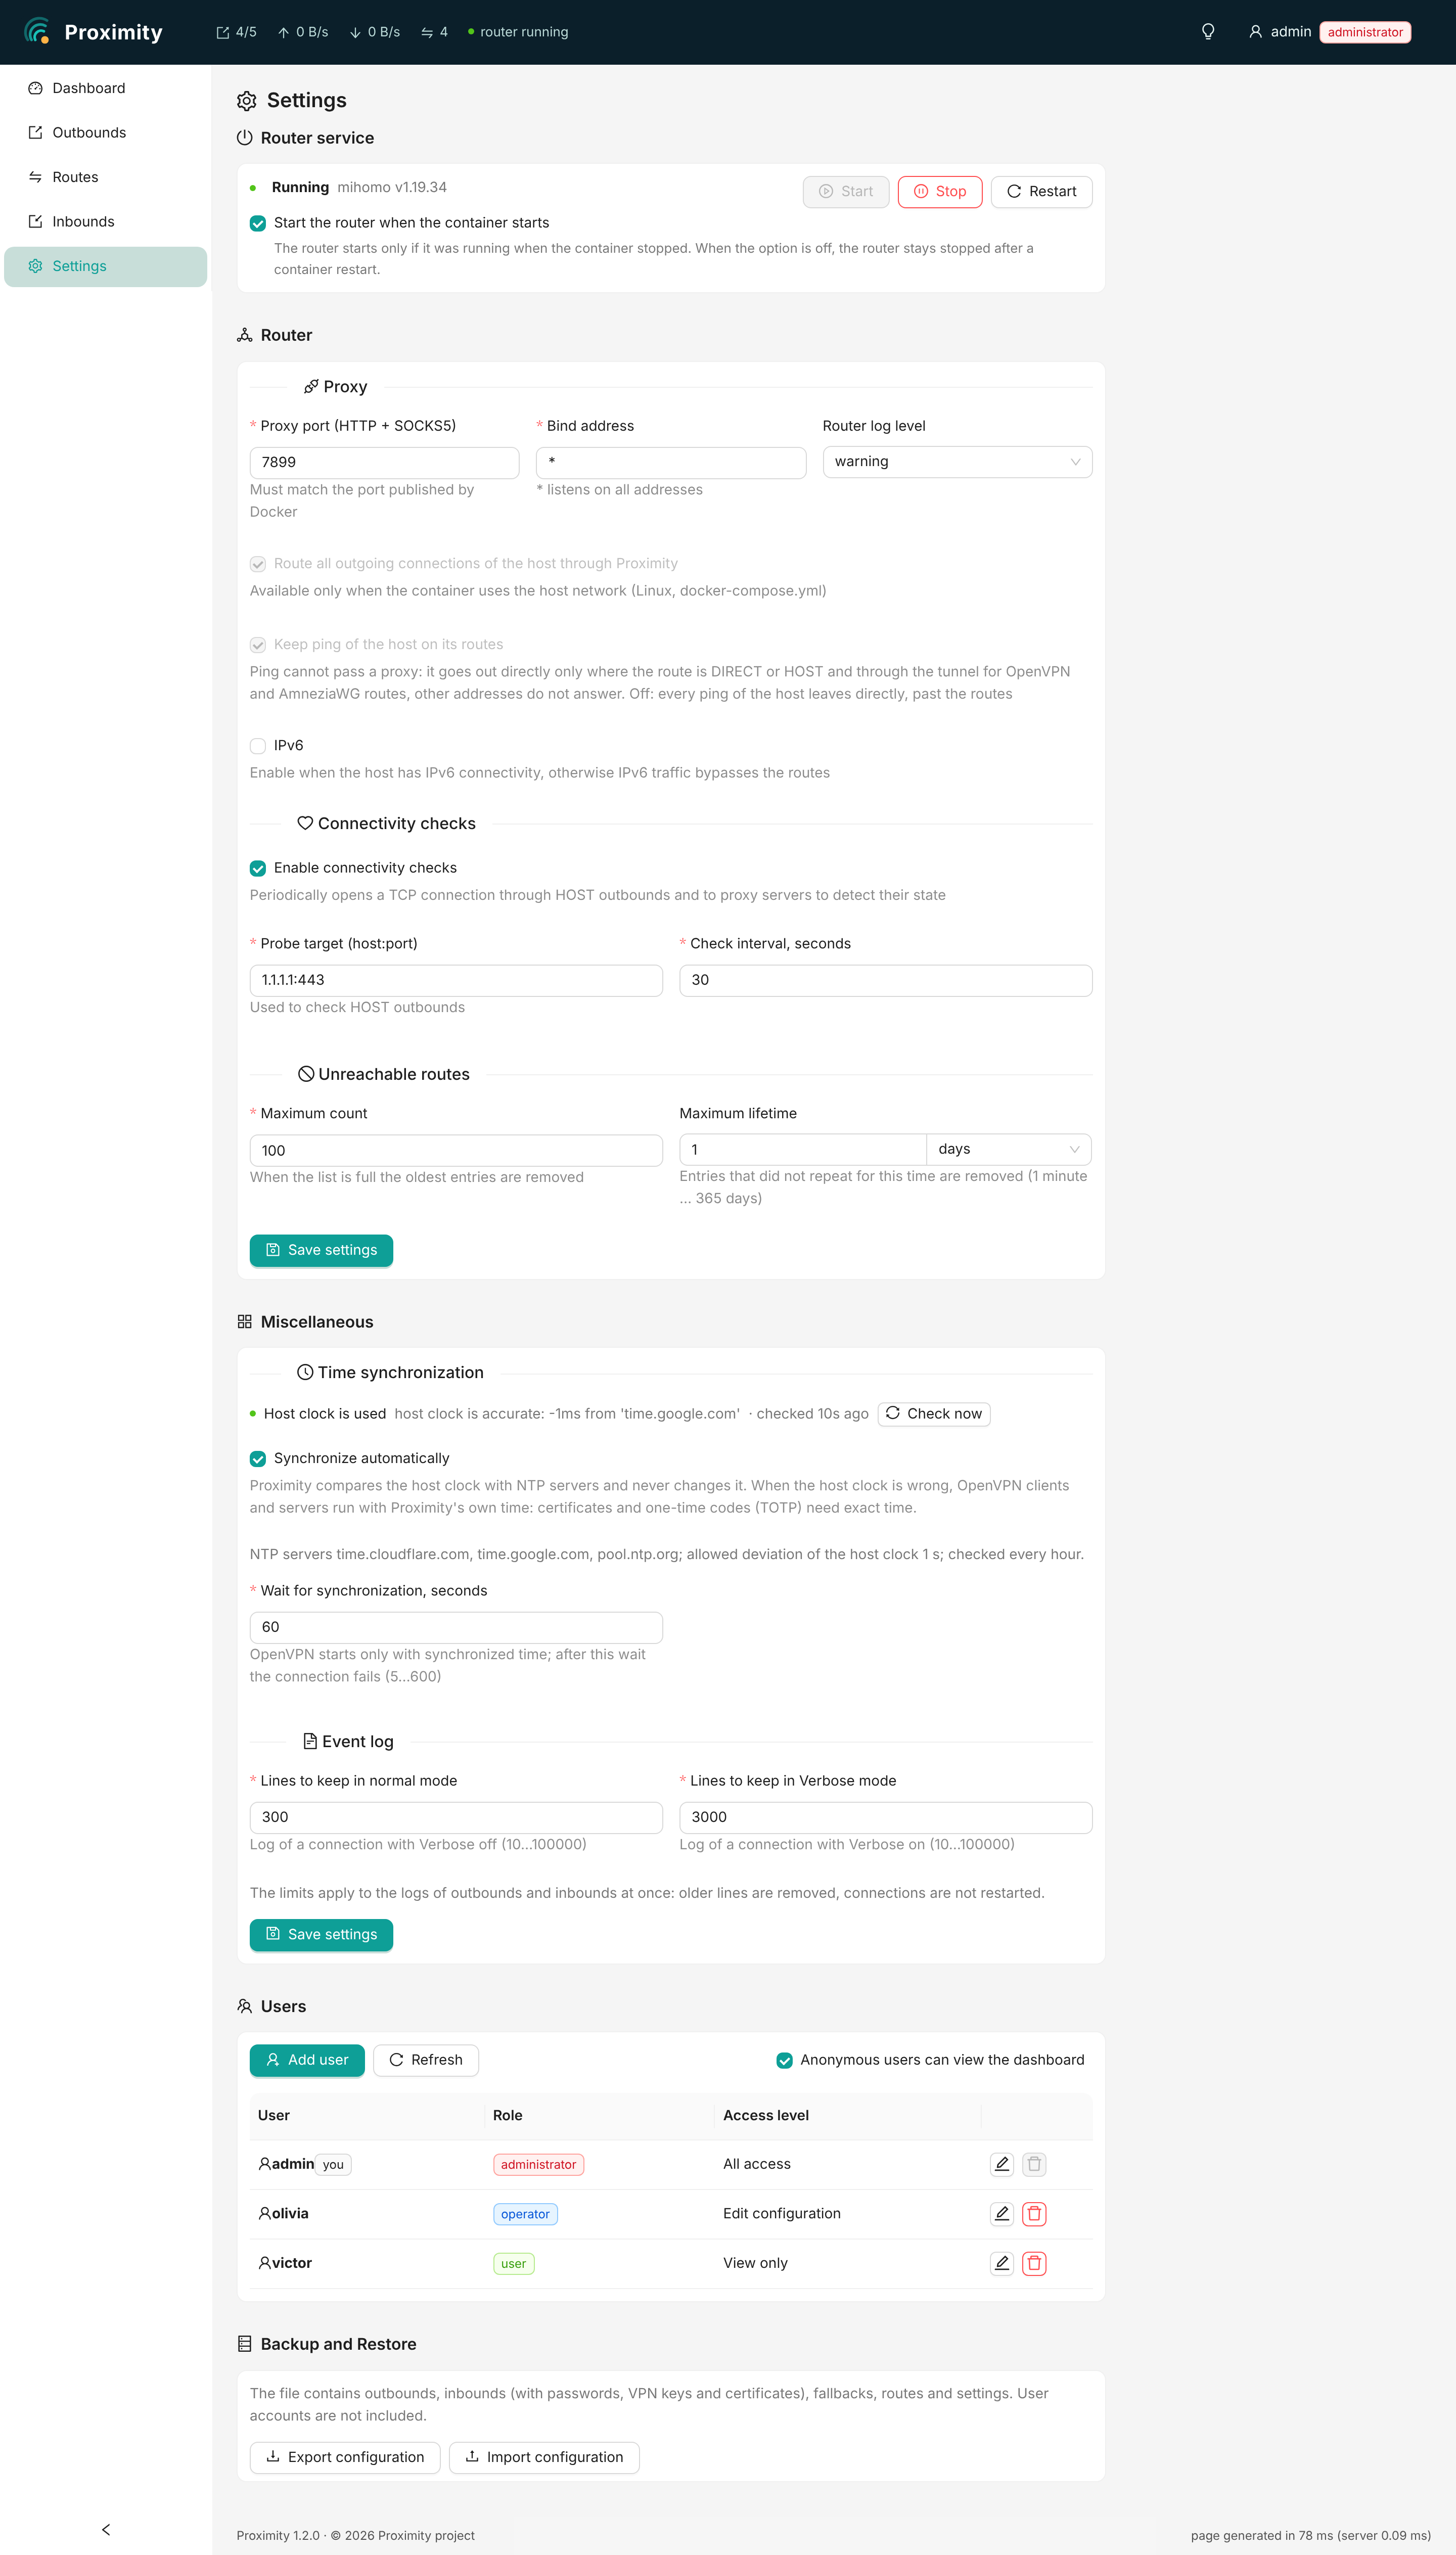 Proximity 4/5 0 B/s 0 B/s 4 router running admin administrator
Dashboard
Outbounds
Routes
Inbounds
Settings
Settings
Router service
Running mihomo v1.19.34 Start Stop Restart
Start the router when the container starts
The router starts only if it was running when the container stopped. When the option is off, the router stays stopped after a
container restart.
Router
Proxy
* Proxy port (HTTP + SOCKS5) * Bind address Router log level
7899 * warning
Must match the port published by * listens on all addresses
Docker
Route all outgoing connections of the host through Proximity
Available only when the container uses the host network (Linux, docker-compose.yml)
Keep ping of the host on its routes
Ping cannot pass a proxy: it goes out directly only where the route is DIRECT or HOST and through the tunnel for OpenVPN
and AmneziaWG routes, other addresses do not answer. Off: every ping of the host leaves directly, past the routes
IPv6
Enable when the host has IPv6 connectivity, otherwise IPv6 traffic bypasses the routes
Connectivity checks
Enable connectivity checks
Periodically opens a TCP connection through HOST outbounds and to proxy servers to detect their state
* Probe target (host:port) * Check interval, seconds
1.1.1.1:443 30
Used to check HOST outbounds
Unreachable routes
* Maximum count Maximum lifetime
100 1 days
When the list is full the oldest entries are removed Entries that did not repeat for this time are removed (1 minute
... 365 days)
Save settings
Miscellaneous
Time synchronization
Host clock is used host clock is accurate: -1ms from 'time.google.com' · checked 10s ago Check now
Synchronize automatically
Proximity compares the host clock with NTP servers and never changes it. When the host clock is wrong, OpenVPN clients
and servers run with Proximity's own time: certificates and one-time codes (TOTP) need exact time.
NTP servers time.cloudflare.com, time.google.com, pool.ntp.org; allowed deviation of the host clock 1 s; checked every hour.
* Wait for synchronization, seconds
60
OpenVPN starts only with synchronized time; after this wait
the connection fails (5...600)
Event log
* Lines to keep in normal mode * Lines to keep in Verbose mode
300 3000
Log of a connection with Verbose off (10...100000) Log of a connection with Verbose on (10...100000)
The limits apply to the logs of outbounds and inbounds at once: older lines are removed, connections are not restarted.
Save settings
Users
Add user Refresh Anonymous users can view the dashboard
User Role Access level
admin you administrator All access
olivia operator Edit configuration
victor user View only
Backup and Restore
The file contains outbounds, inbounds (with passwords, VPN keys and certificates), fallbacks, routes and settings. User
accounts are not included.
Export configuration Import configuration
Proximity 1.2.0 · © 2026 Proximity project page generated in 78 ms (server 0.09 ms)